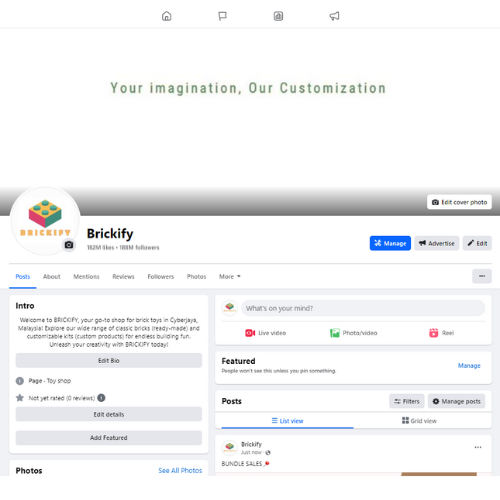 Your imagination, Our Customization
Edit cover photo
BRICKIFY
Brickify
182M likes • 188M followers
Manage
Advertise
Edit
Posts
About
Mentions
Reviews
Followers
Photos
More
Intro
Welcome to BRICKIFY, your go-to shop for brick toys in Cyberjaya,
Malaysia! Explore our wide range of classic bricks (ready-made) and
customizable kits (custom products) for endless building fun.
Unleash your creativity with BRICKIFY today!
Edit Bio
Page · Toy shop
Not yet rated (0 reviews)
Edit details
Add Featured
Photos
See All Photos
What's on your mind?
Live video
Photo/video
Reel
Featured
People won't see this unless you pin something.
Manage
Posts
Filters
Manage posts
List view
Grid view
Brickify
Just now ·
BUNDLE SALES